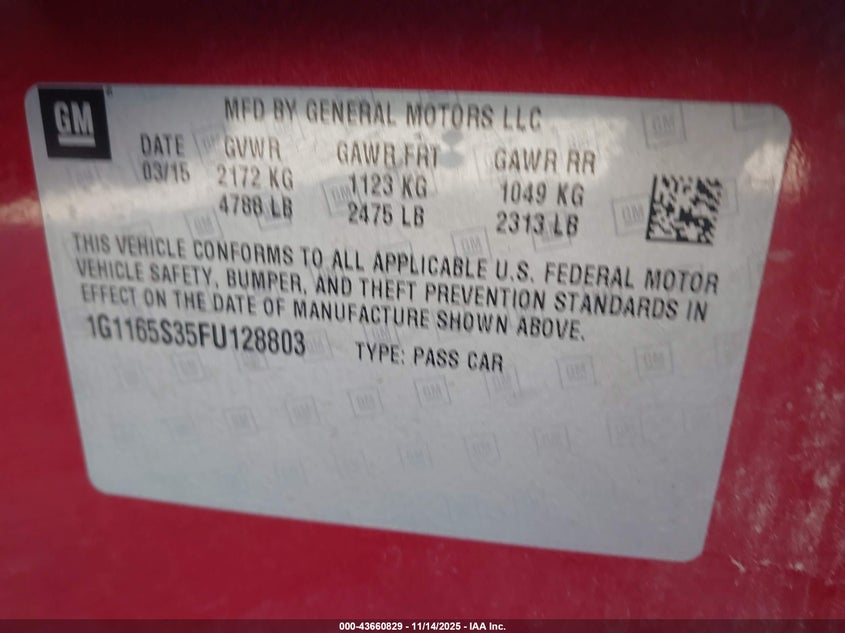 GM
MFD BY GENERAL MOTORS LLC
DATE GVWR GAWR FRT GAWR RR
03/15 2172 KG 1123 KG 1049 KG
4788 LB 2475 LB 2313 LB
THIS VEHICLE CONFORMS TO ALL APPLICABLE U.S. FEDERAL MOTOR
VEHICLE SAFETY, BUMPER, AND THEFT PREVENTION STANDARDS IN
EFFECT ON THE DATE OF MANUFACTURE SHOWN ABOVE.
1G1165S35FU128803 TYPE: PASS CAR
000-43660829 - 11/14/2025 - IAA Inc.